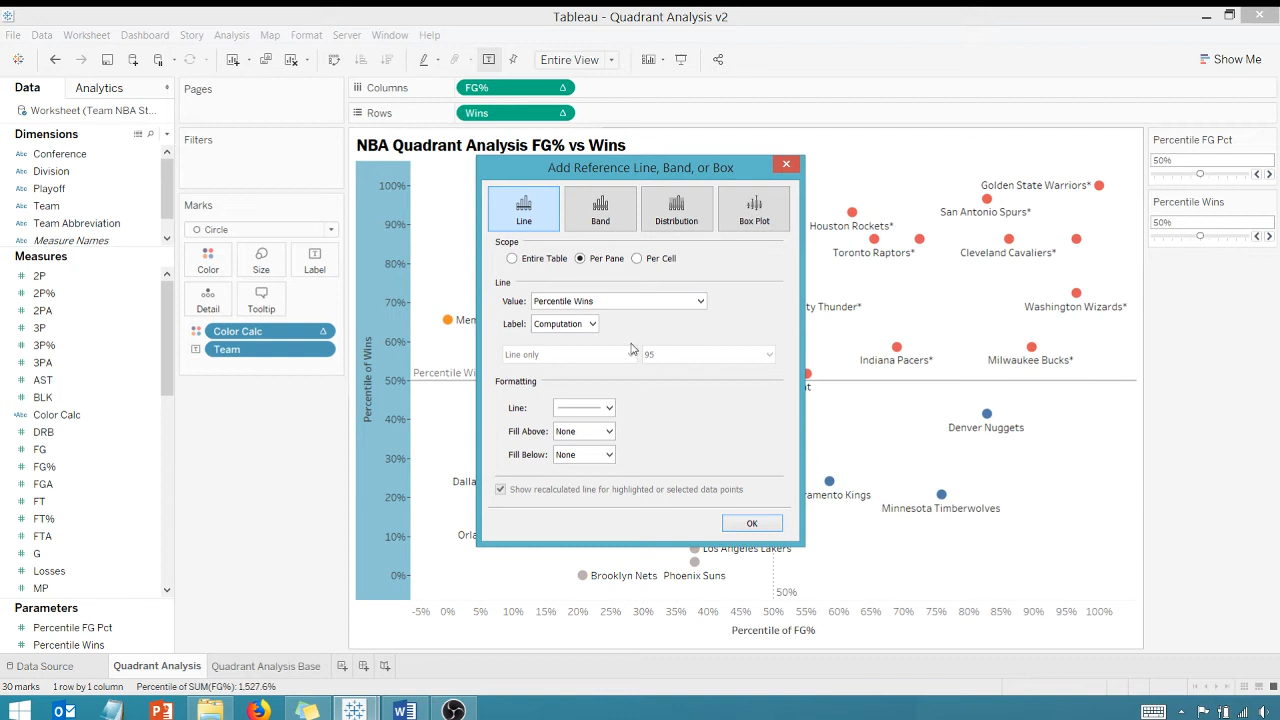 Tableau - Quadrant Analysis v2
File Data Worksheet Dashboard Story Analysis Map Format Server Window Help
Entire View
Show Me
Data Analytics
Worksheet (Team NBA St...
Dimensions
Abc Conference
Abc Division
Abc Playoff
Abc Team
Abc Team Abbreviation
Abc Measure Names
Measures
# 2P
# 2P%
# 2PA
# 3P
# 3P%
# 3PA
# AST
# BLK
Abc Color Calc
# DRB
# FG
# FG%
# FGA
# FT
# FT%
# FTA
# G
# Losses
# MP
Parameters
# Percentile FG Pct
# Percentile Wins
Pages
Filters
Marks
Circle
Color Size Label
Detail Tooltip
Color Calc
Team
Columns FG%
Rows Wins
NBA Quadrant Analysis FG% vs Wins
Percentile of Wins
100%
90%
80%
70%
60%
50%
40%
30%
20%
10%
0%
Golden State Warriors*
San Antonio Spurs*
Houston Rockets*
Toronto Raptors*
Cleveland Cavaliers*
ty Thunder*
Washington Wizards*
Mem
Indiana Pacers*
Milwaukee Bucks*
Percentile Wi
t
Denver Nuggets
Dalla
ramento Kings
Minnesota Timberwolves
Orla
Los Angeles Lakers
Brooklyn Nets
Phoenix Suns
50%
-5% 0% 5% 10% 15% 20% 25% 30% 35% 40% 45% 50% 55% 60% 65% 70% 75% 80% 85% 90% 95% 100%
Percentile of FG%
Add Reference Line, Band, or Box
Line Band Distribution Box Plot
Scope
Entire Table Per Pane Per Cell
Line
Value: Percentile Wins
Label: Computation
Line only 95
Formatting
Line:
Fill Above: None
Fill Below: None
Show recalculated line for highlighted or selected data points
OK
Percentile FG Pct
50%
Percentile Wins
50%
Data Source Quadrant Analysis Quadrant Analysis Base
30 marks 1 row by 1 column Percentile of SUM(FG%): 1,527.6%